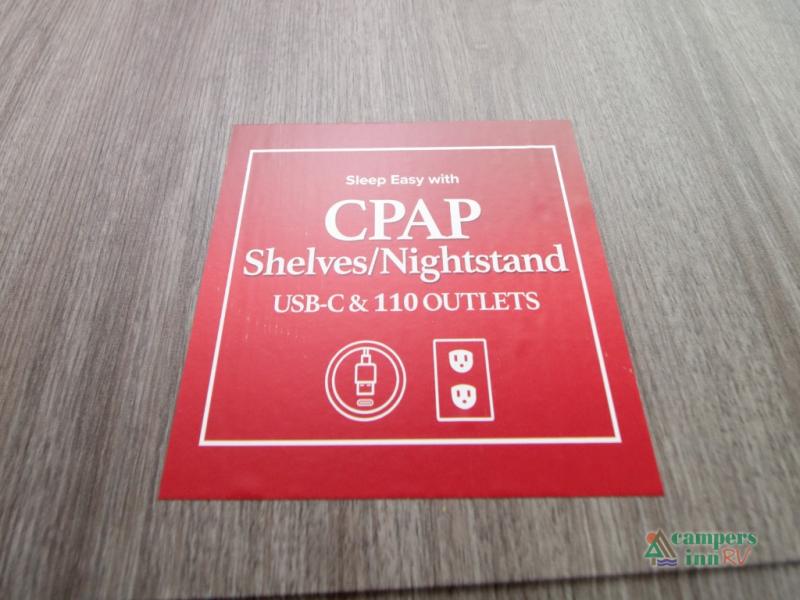 Sleep Easy with
CPAP
Shelves/Nightstand
USB-C & 110 OUTLETS
campers
inn RV